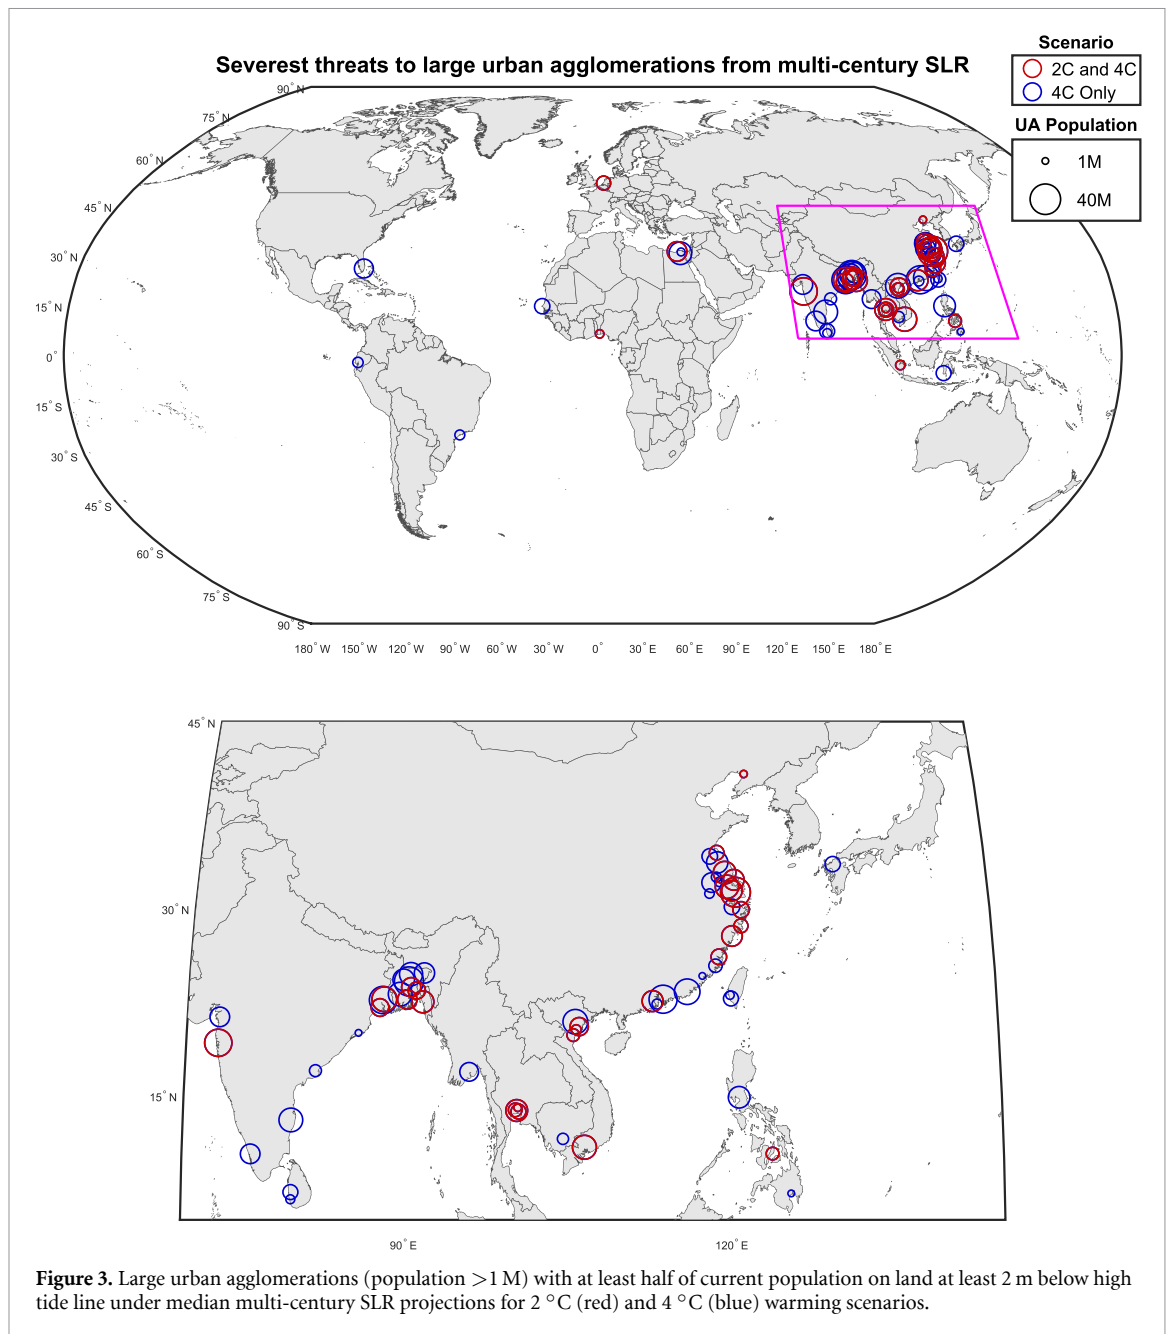 Severest threats to large urban agglomerations from multi-century SLR
Scenario
2C and 4C
4C Only
UA Population
1M
40M
90° N
75° N
60° N
45° N
30° N
15° N
0°
15° S
30° S
45° S
60° S
75° S
90° S
180° W 150° W 120° W 90° W 60° W 30° W 0° 30° E 60° E 90° E 120° E 150° E 180° E
45° N
30° N
15° N
90° E 120° E
Figure 3. Large urban agglomerations (population >1 M) with at least half of current population on land at least 2 m below high
tide line under median multi-century SLR projections for 2 °C (red) and 4 °C (blue) warming scenarios.